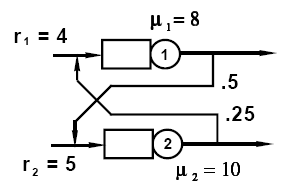 r₁ = 4
μ₁ = 8
1
.5
.25
r₂ = 5
2
μ₂ = 10